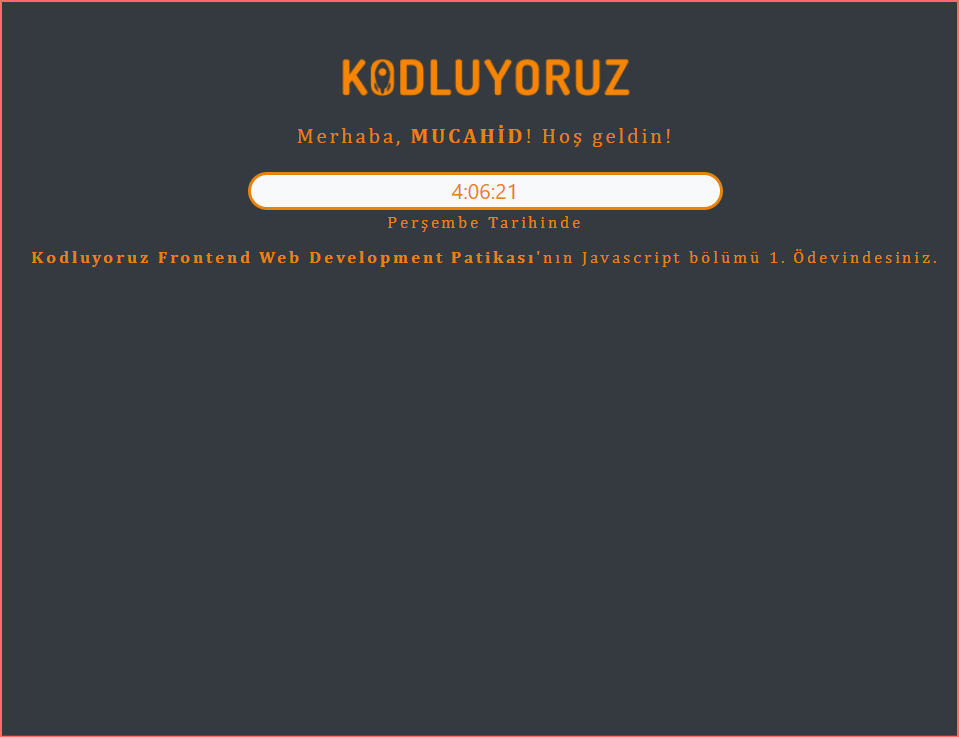 KODLUYORUZ
Merhaba, MUCAHİD! Hoş geldin!
4:06:21
Perşembe Tarihinde
Kodluyoruz Frontend Web Development Patikası'nın Javascript bölümü 1. Ödevindesiniz.